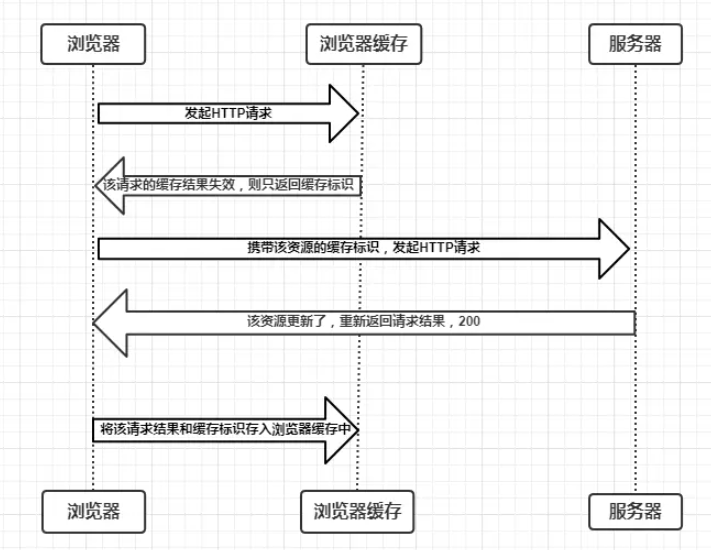 浏览器
浏览器缓存
服务器
发起HTTP请求
该请求的缓存结果失效，则只返回缓存标识
携带该资源的缓存标识，发起HTTP请求
该资源更新了，重新返回请求结果，200
将该请求结果和缓存标识存入浏览器缓存中
浏览器
浏览器缓存
服务器